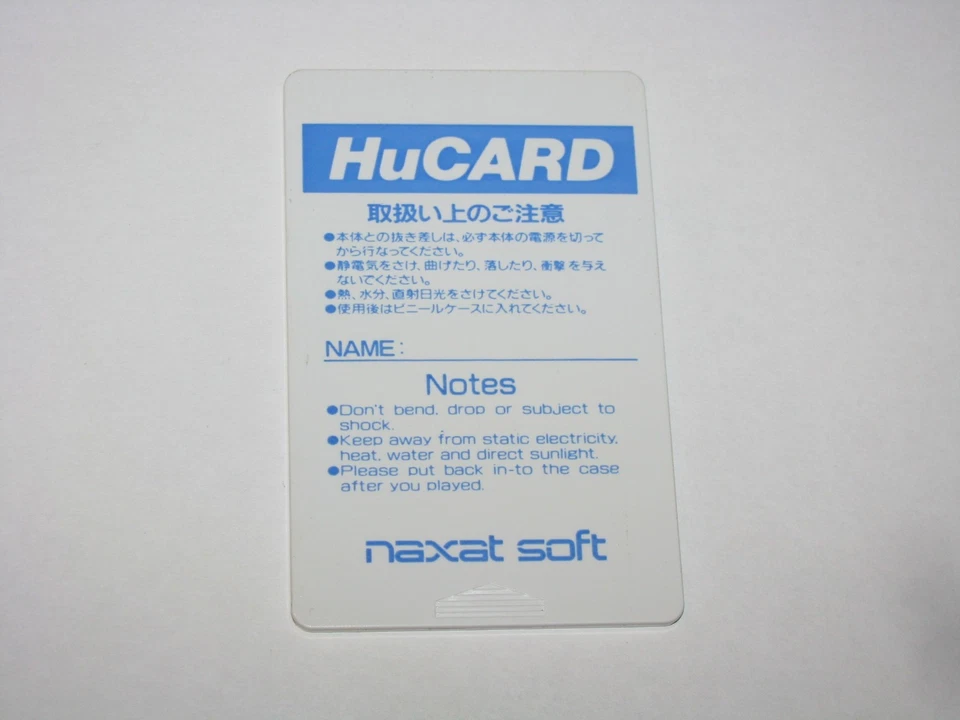 HuCARD
取扱い上のご注意
●本体との抜き差しは、必ず本体の電源を切って
から行なってください。
●静電気をさけ、曲げたり、落したり、衝撃を与え
ないでください。
●熱、水分、直射日光をさけてください。
●使用後はビニールケースに入れてください。
NAME:
Notes
●Don't bend, drop or subject to
shock.
●Keep away from static electricity,
heat, water and direct sunlight.
●Please put back in-to the case
after you played.
naxat soft